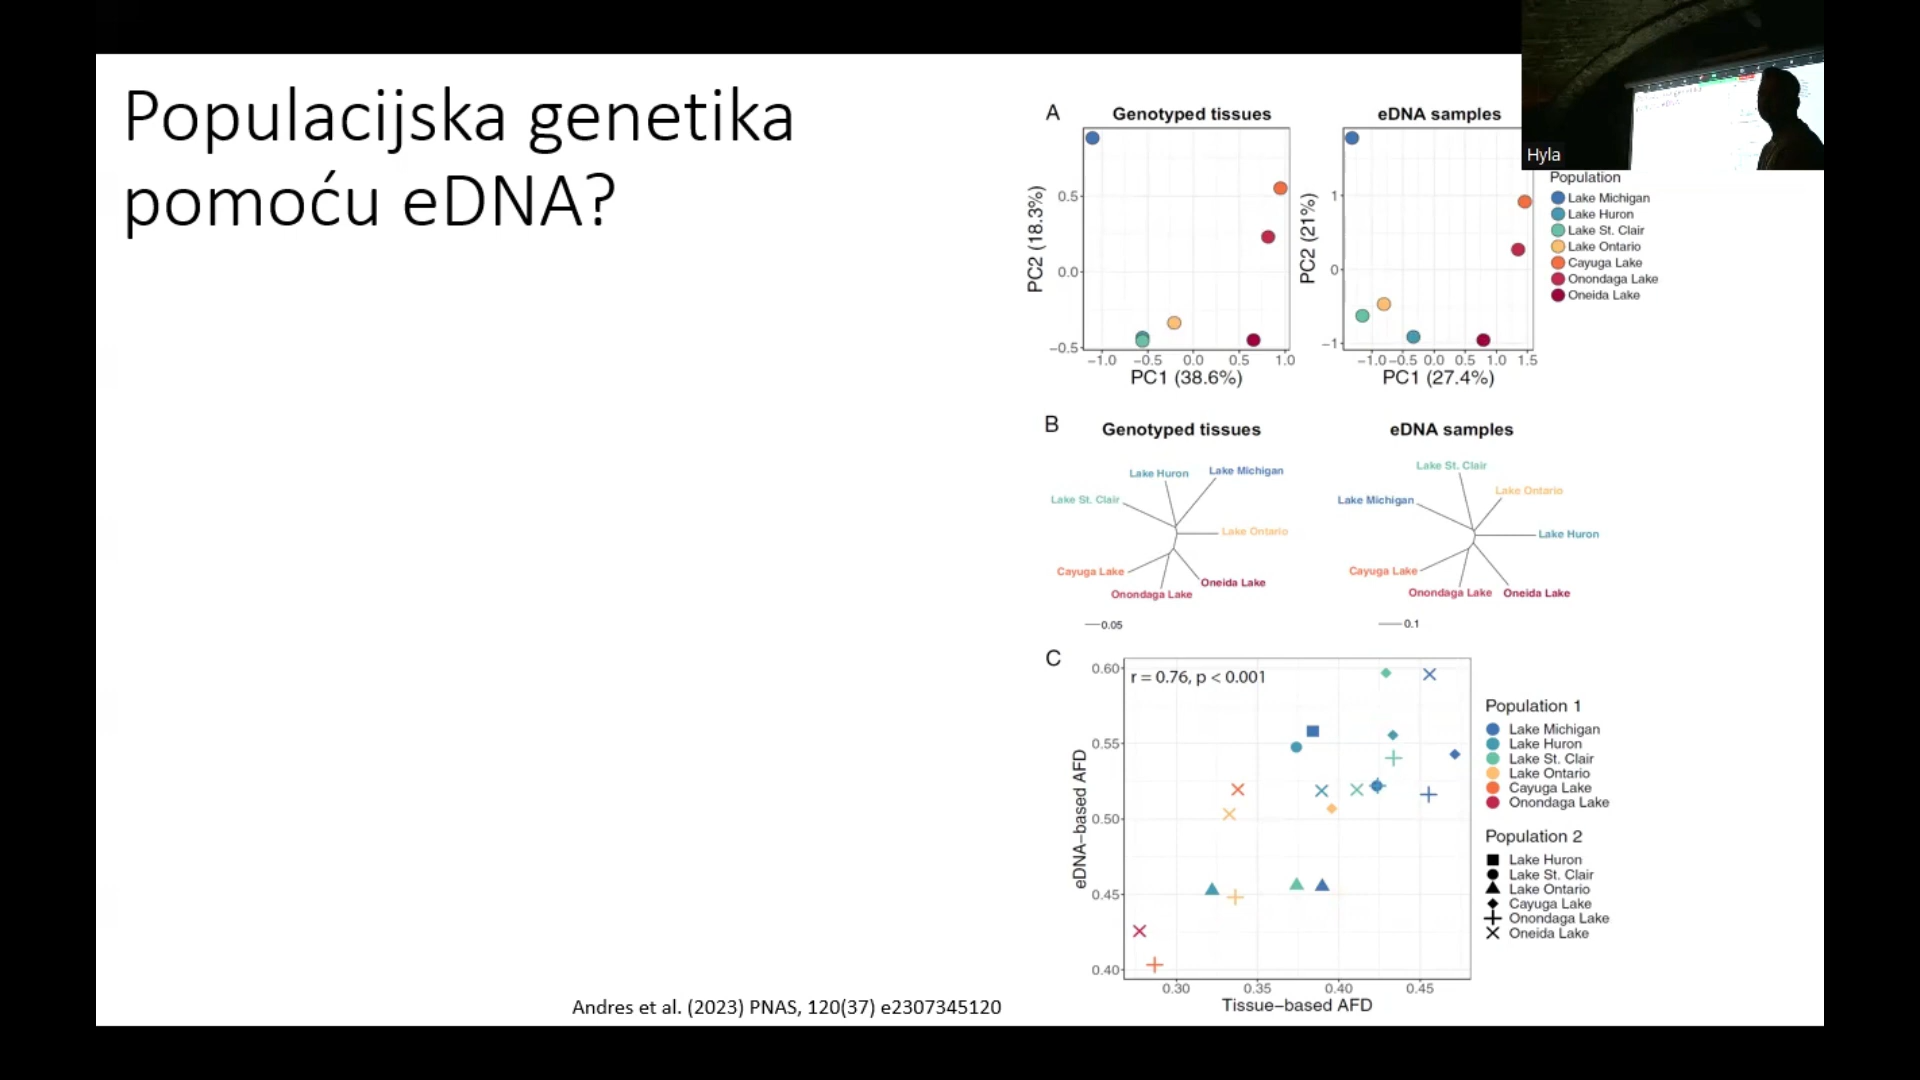 Populacijska genetika
pomoću eDNA?
Hyla
A
Genotyped tissues
PC2 (18.3%)
0.5
0.0
−0.5
−1.0 −0.5 0.0 0.5 1.0
PC1 (38.6%)
eDNA samples
PC2 (21%)
1
0
−1
−1.0 −0.5 0.0 0.5 1.0 1.5
PC1 (27.4%)
Population
Lake Michigan
Lake Huron
Lake St. Clair
Lake Ontario
Cayuga Lake
Onondaga Lake
Oneida Lake
B
Genotyped tissues
Lake Huron
Lake Michigan
Lake St. Clair
Lake Ontario
Cayuga Lake
Oneida Lake
Onondaga Lake
0.05
eDNA samples
Lake St. Clair
Lake Ontario
Lake Michigan
Lake Huron
Cayuga Lake
Onondaga Lake
Oneida Lake
0.1
C
r = 0.76, p < 0.001
eDNA−based AFD
0.60
0.55
0.50
0.45
0.40
0.30 0.35 0.40 0.45
Tissue−based AFD
Population 1
Lake Michigan
Lake Huron
Lake St. Clair
Lake Ontario
Cayuga Lake
Onondaga Lake
Population 2
Lake Huron
Lake St. Clair
Lake Ontario
Cayuga Lake
Onondaga Lake
Oneida Lake
Andres et al. (2023) PNAS, 120(37) e2307345120